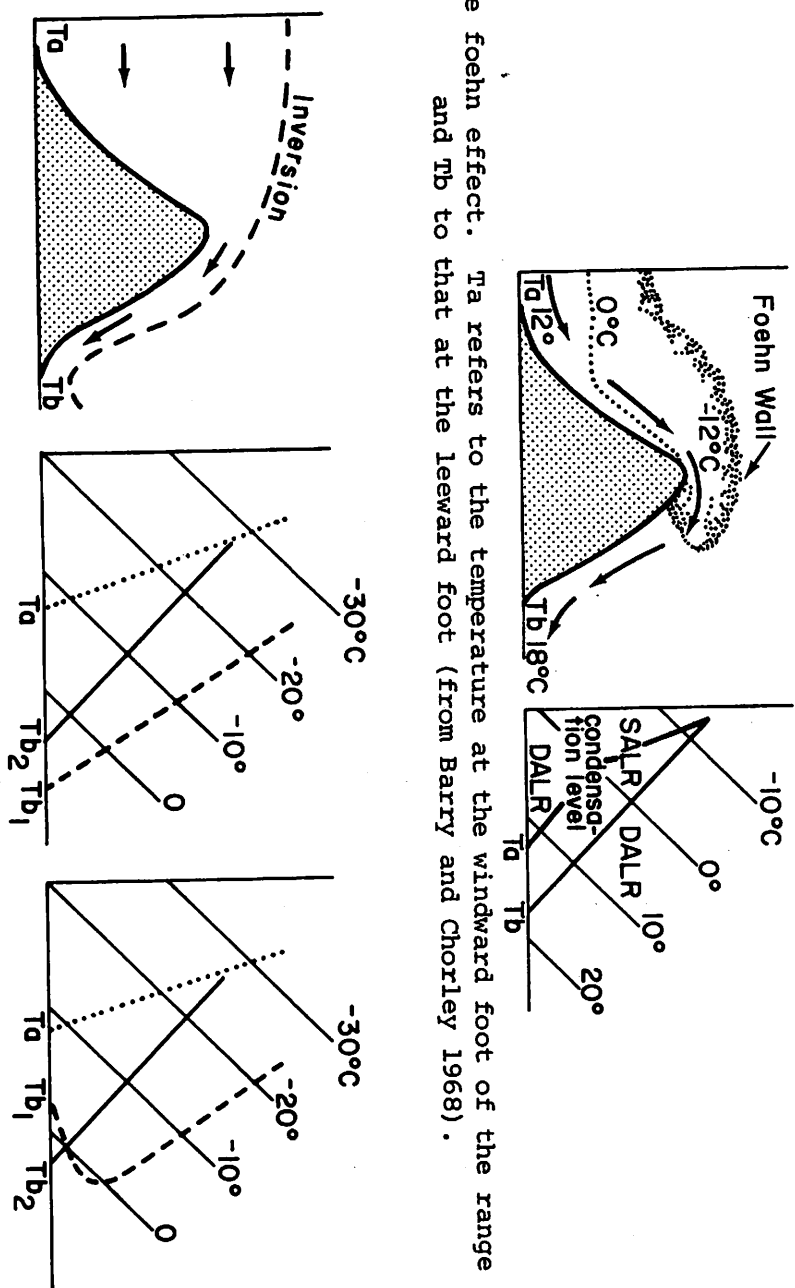 Foehn Wall
-12°C
0°C
Ta 12°
Tb 18°C
-10°C
0°
10°
20°
SALR
DALR
condensa-
tion level
DALR
Ta
Tb
e foehn effect. Ta refers to the temperature at the windward foot of the range
and Tb to that at the leeward foot (from Barry and Chorley 1968).
Inversion
Ta
Tb
-30°C
-20°
-10°
0
Ta
Tb2
Tb1
-30°C
-20°
-10°
0
Ta
Tb1
Tb2